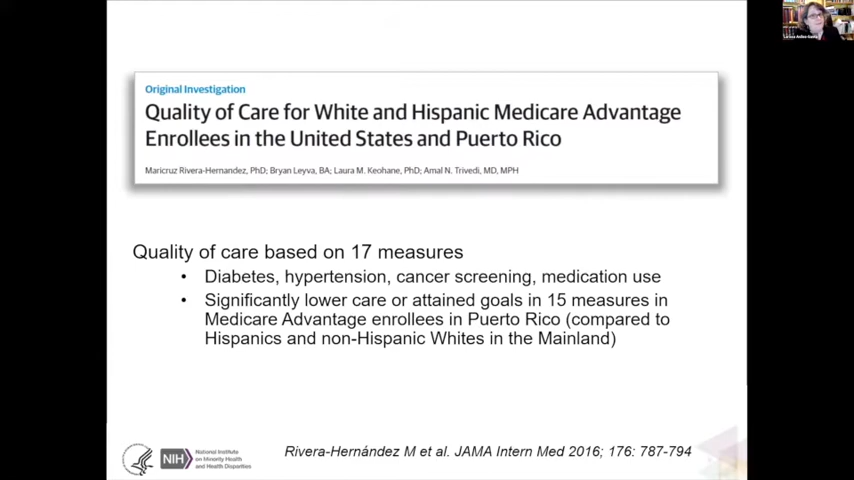 Original Investigation
Quality of Care for White and Hispanic Medicare Advantage
Enrollees in the United States and Puerto Rico
Maricruz Rivera-Hernandez, PhD; Bryan Leyva, BA; Laura M. Keohane, PhD; Amal N. Trivedi, MD, MPH
Quality of care based on 17 measures
• Diabetes, hypertension, cancer screening, medication use
• Significantly lower care or attained goals in 15 measures in
Medicare Advantage enrollees in Puerto Rico (compared to
Hispanics and non-Hispanic Whites in the Mainland)
NIH
National Institute
on Minority Health
and Health Disparities
Rivera-Hernández M et al. JAMA Intern Med 2016; 176: 787-794